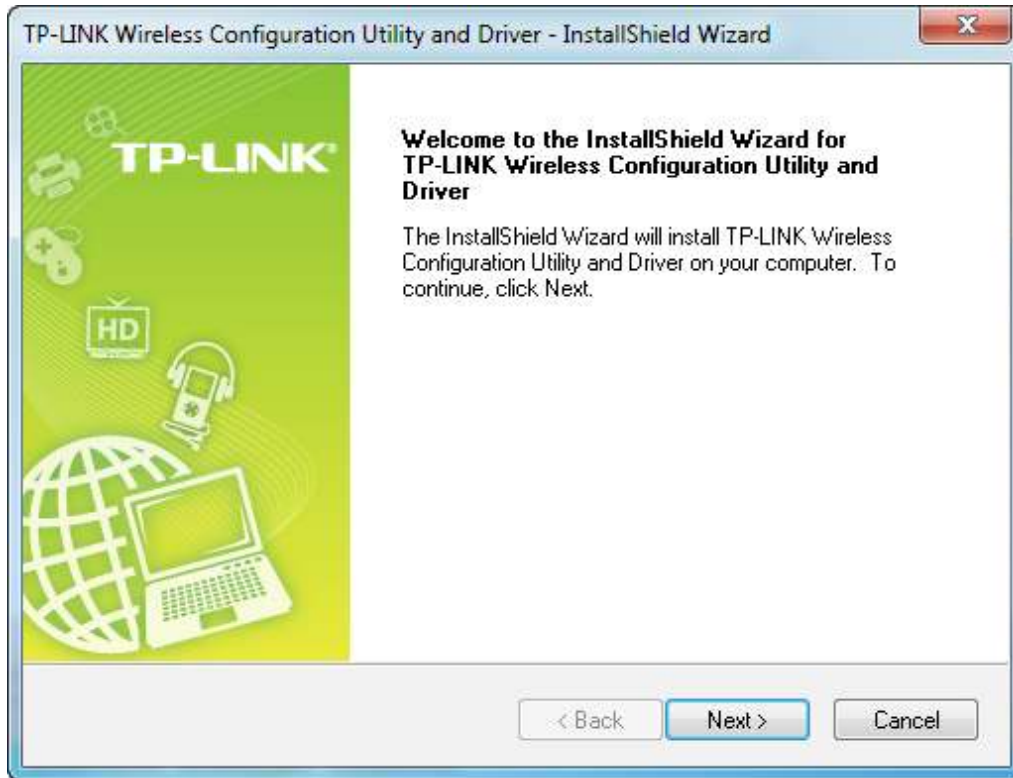 TP-LINK Wireless Configuration Utility and Driver - InstallShield Wizard
TP-LINK®
HD
Welcome to the InstallShield Wizard for
TP-LINK Wireless Configuration Utility and
Driver
The InstallShield Wizard will install TP-LINK Wireless
Configuration Utility and Driver on your computer. To
continue, click Next.
< Back
Next >
Cancel